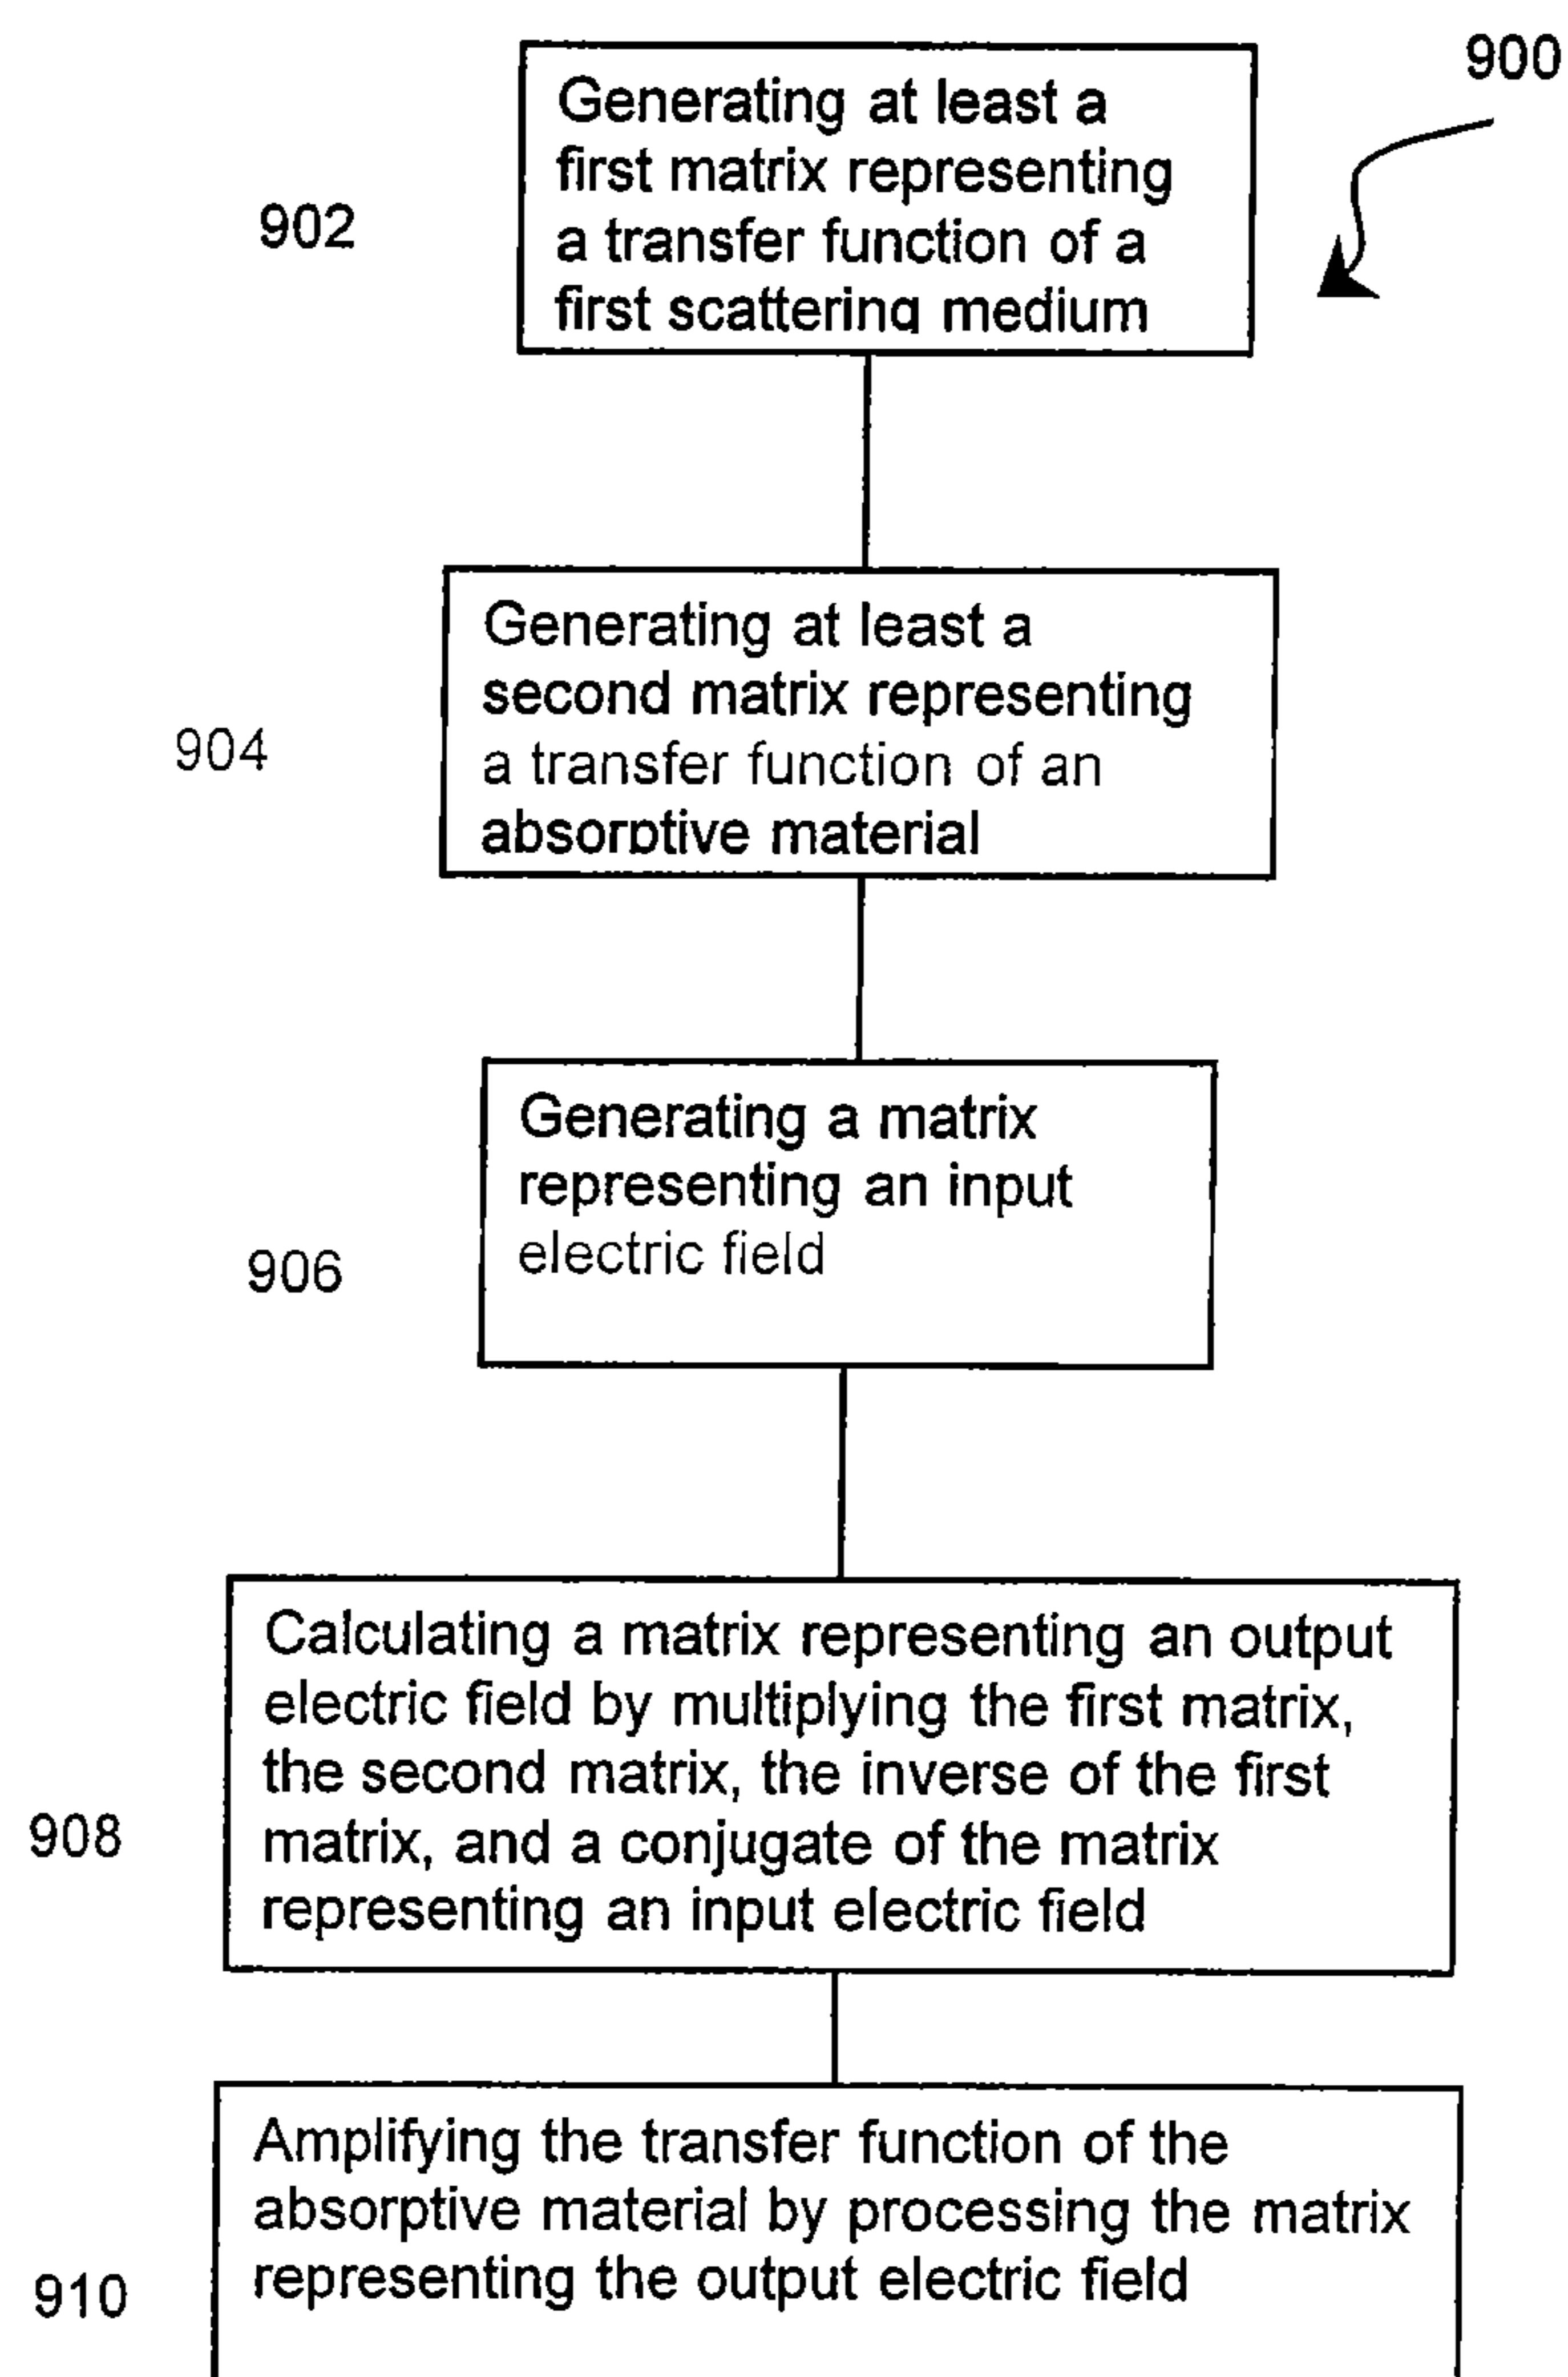 900
902
Generating at least a
first matrix representing
a transfer function of a
first scattering medium
904
Generating at least a
second matrix representing
a transfer function of an
absorptive material
906
Generating a matrix
representing an input
electric field
908
Calculating a matrix representing an output
electric field by multiplying the first matrix,
the second matrix, the inverse of the first
matrix, and a conjugate of the matrix
representing an input electric field
910
Amplifying the transfer function of the
absorptive material by processing the matrix
representing the output electric field